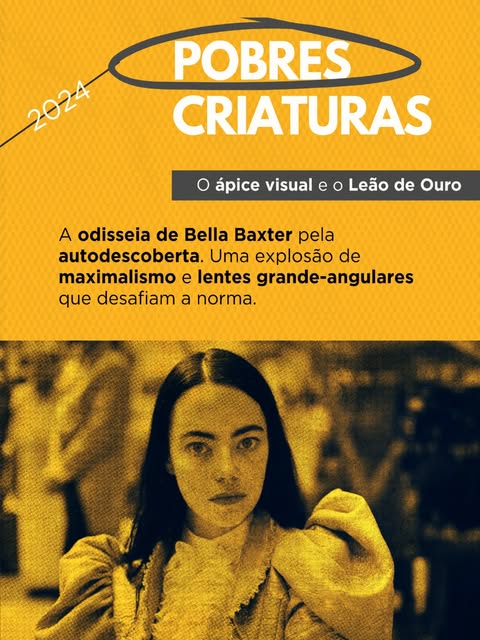 2024
POBRES
CRIATURAS
O ápice visual e o Leão de Ouro
A odisseia de Bella Baxter pela
autodescoberta. Uma explosão de
maximalismo e lentes grande-angulares
que desafiam a norma.